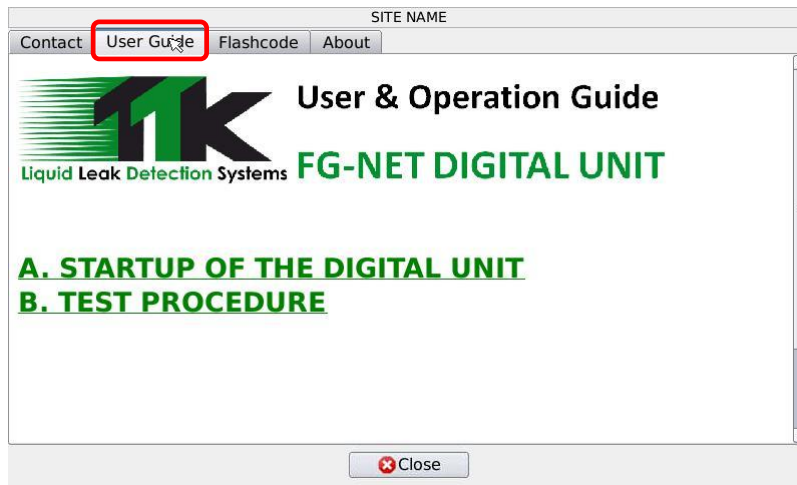 SITE NAME
Contact User Guide Flashcode About
TTK
Liquid Leak Detection Systems
User & Operation Guide
FG-NET DIGITAL UNIT
A. STARTUP OF THE DIGITAL UNIT
B. TEST PROCEDURE
Close